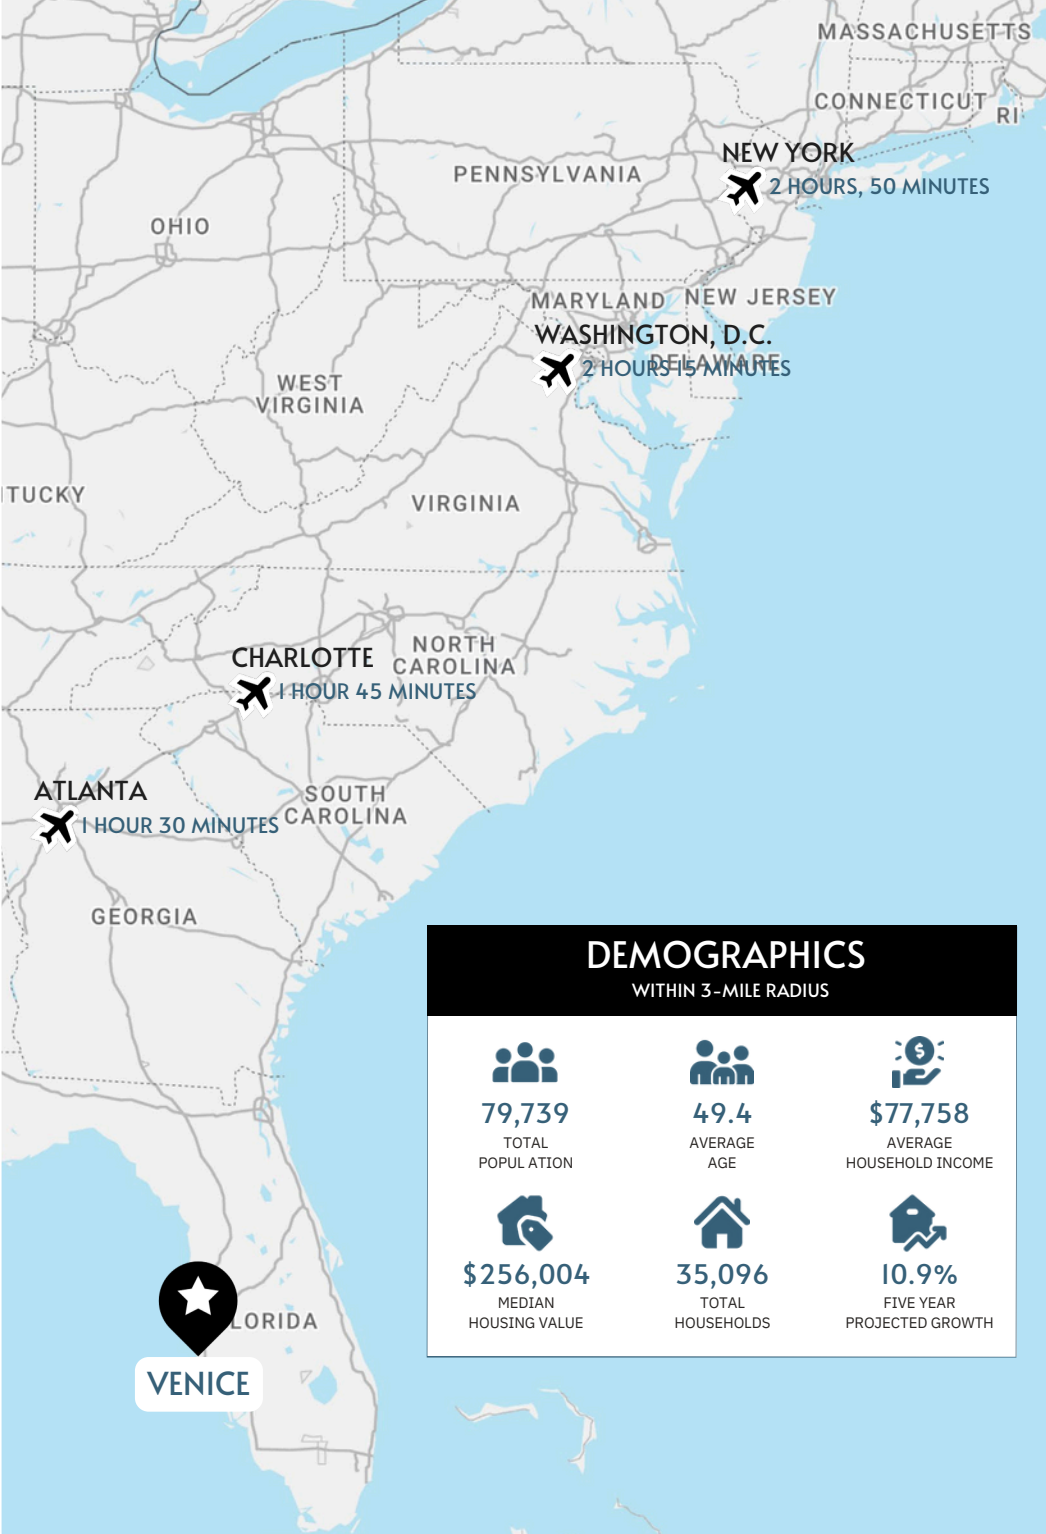 MASSACHUSETTS
CONNECTICUT
RI
NEW YORK
2 HOURS, 50 MINUTES
PENNSYLVANIA
OHIO
MARYLAND
NEW JERSEY
WASHINGTON, D.C.
DELAWARE
2 HOURS 15 MINUTES
WEST
VIRGINIA
TUCKY
VIRGINIA
NORTH
CAROLINA
CHARLOTTE
1 HOUR 45 MINUTES
ATLANTA
1 HOUR 30 MINUTES
SOUTH
CAROLINA
GEORGIA
DEMOGRAPHICS
WITHIN 3-MILE RADIUS
79,739
TOTAL
POPUL ATION
49.4
AVERAGE
AGE
$77,758
AVERAGE
HOUSEHOLD INCOME
$256,004
MEDIAN
HOUSING VALUE
35,096
TOTAL
HOUSEHOLDS
10.9%
FIVE YEAR
PROJECTED GROWTH
LORIDA
VENICE